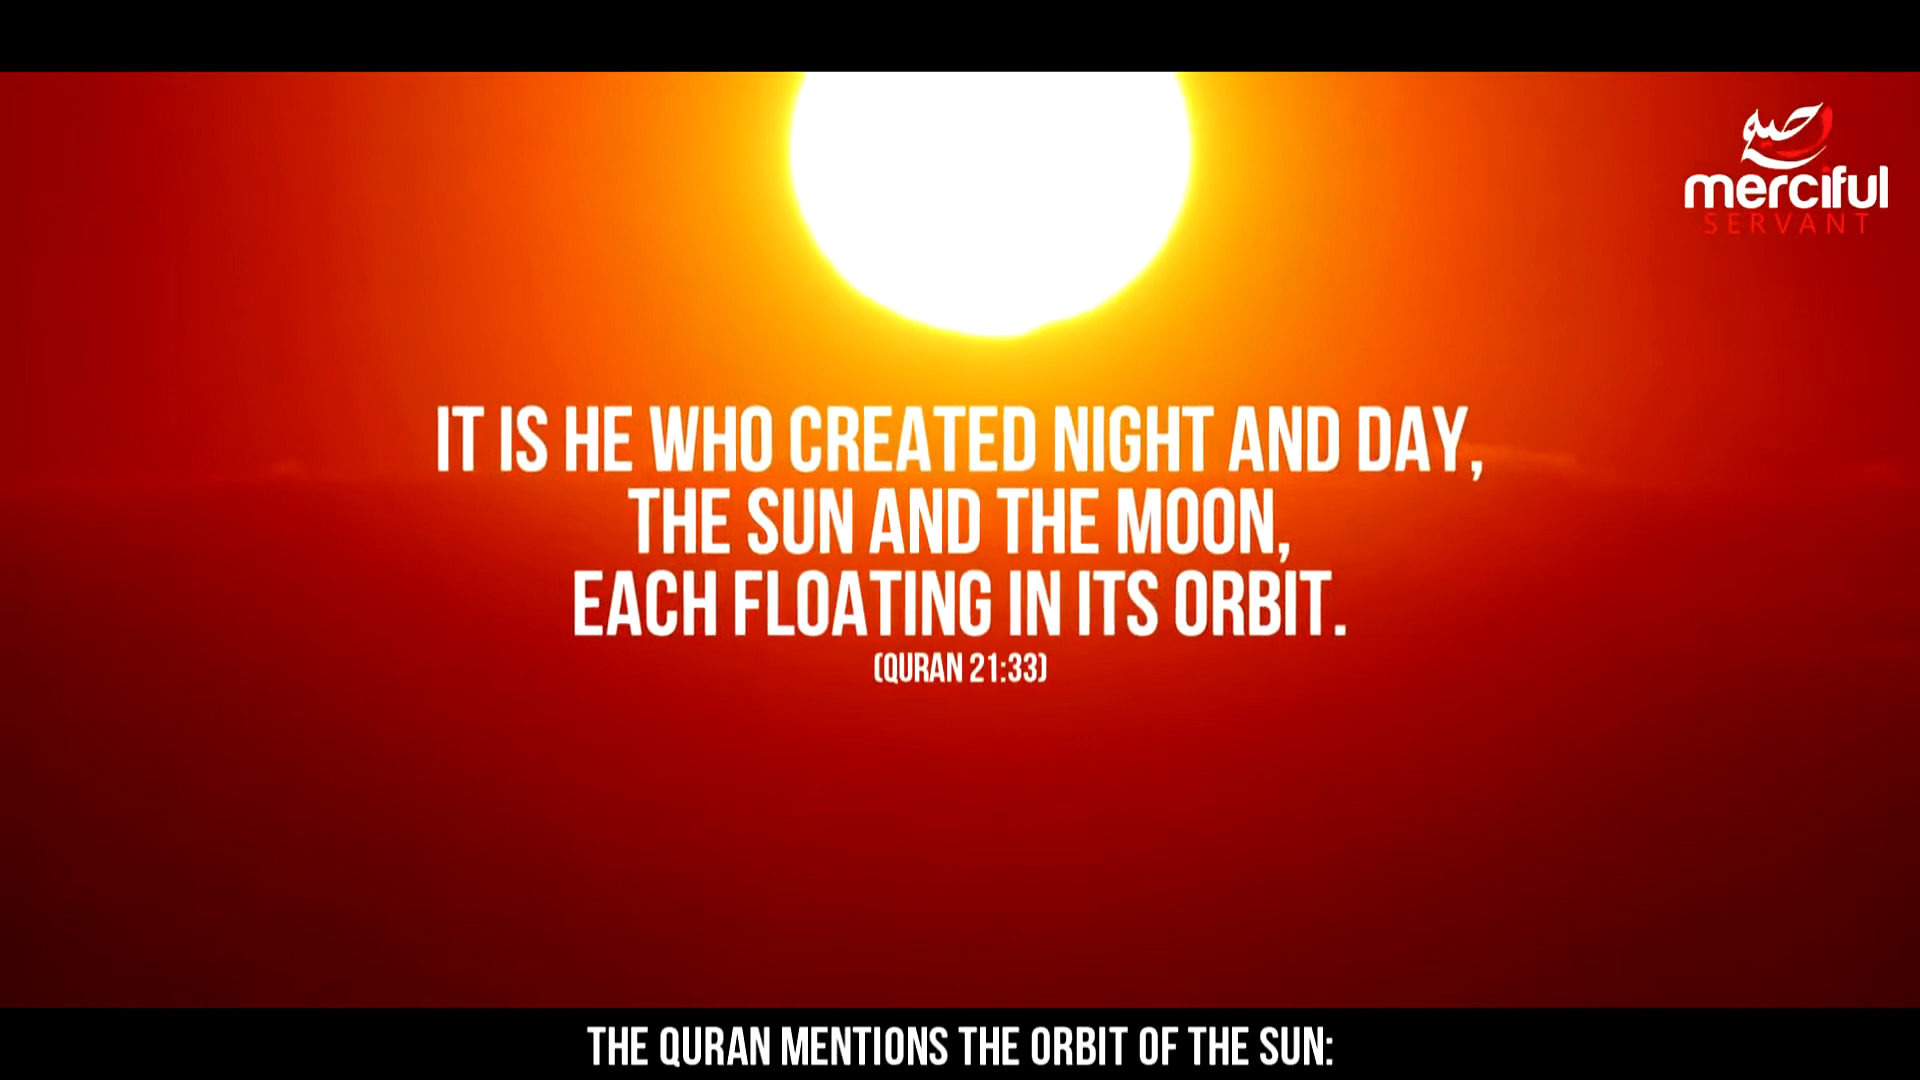 merciful
SERVANT
IT IS HE WHO CREATED NIGHT AND DAY,
THE SUN AND THE MOON,
EACH FLOATING IN ITS ORBIT.
(QURAN 21:33)
THE QURAN MENTIONS THE ORBIT OF THE SUN: